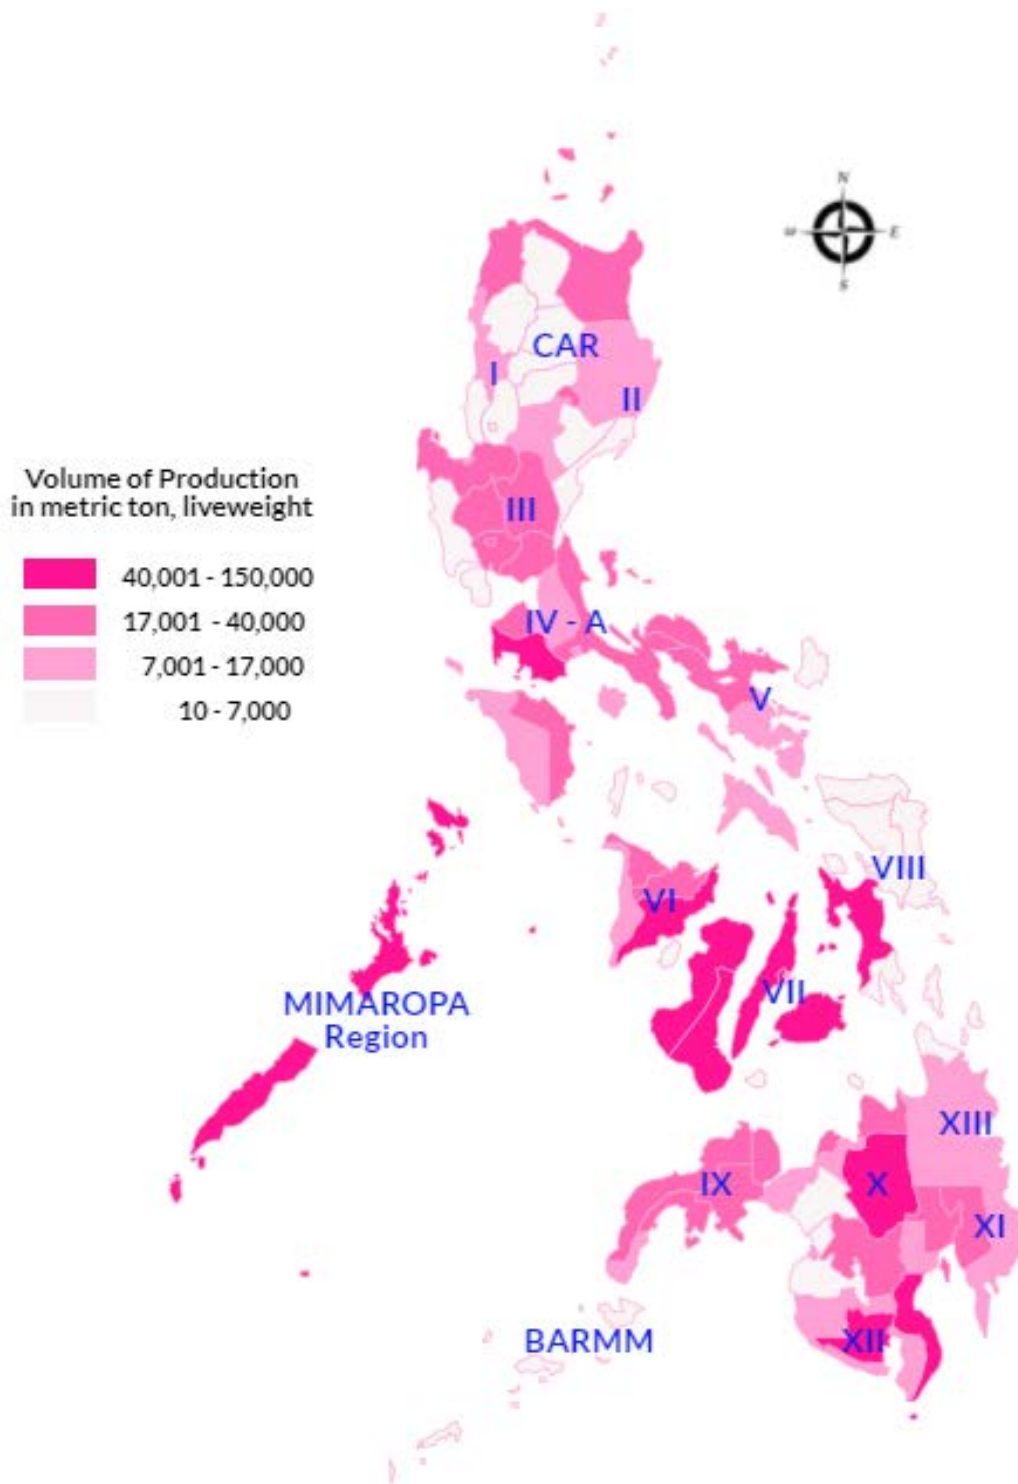 N
W
E
S
CAR
I
II
Volume of Production
in metric ton, liveweight
III
40,001 - 150,000
17,001 - 40,000
7,001 - 17,000
10 - 7,000
IV - A
V
VIII
VI
VII
MIMAROPA
Region
XIII
IX
X
XI
BARMM
XII